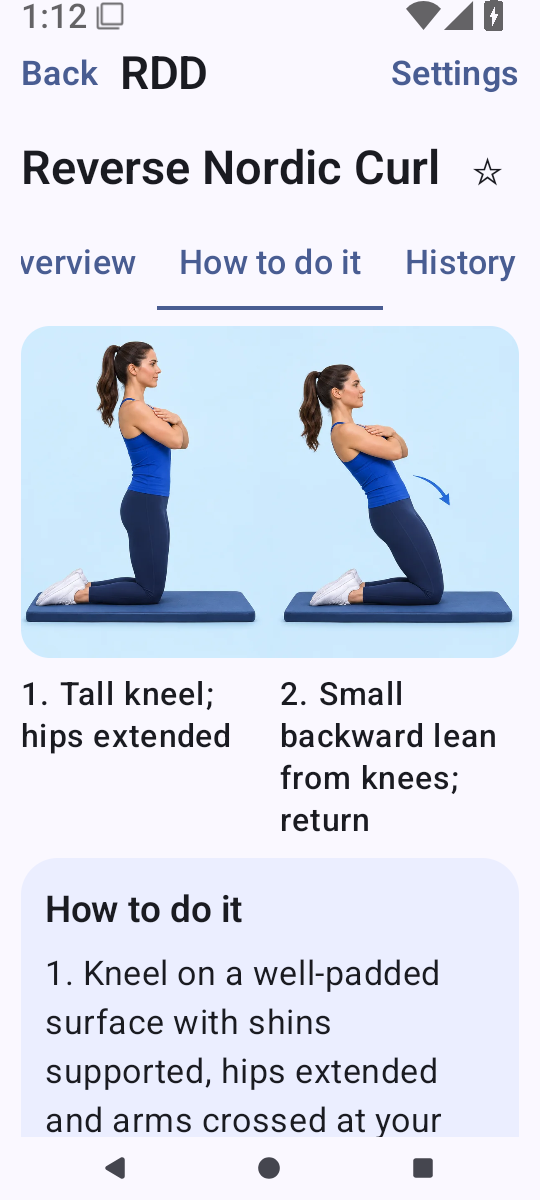 1:12
Back RDD Settings
Reverse Nordic Curl ☆
verview How to do it History
1. Tall kneel;
hips extended
2. Small
backward lean
from knees;
return
How to do it
1. Kneel on a well-padded
surface with shins
supported, hips extended
and arms crossed at your